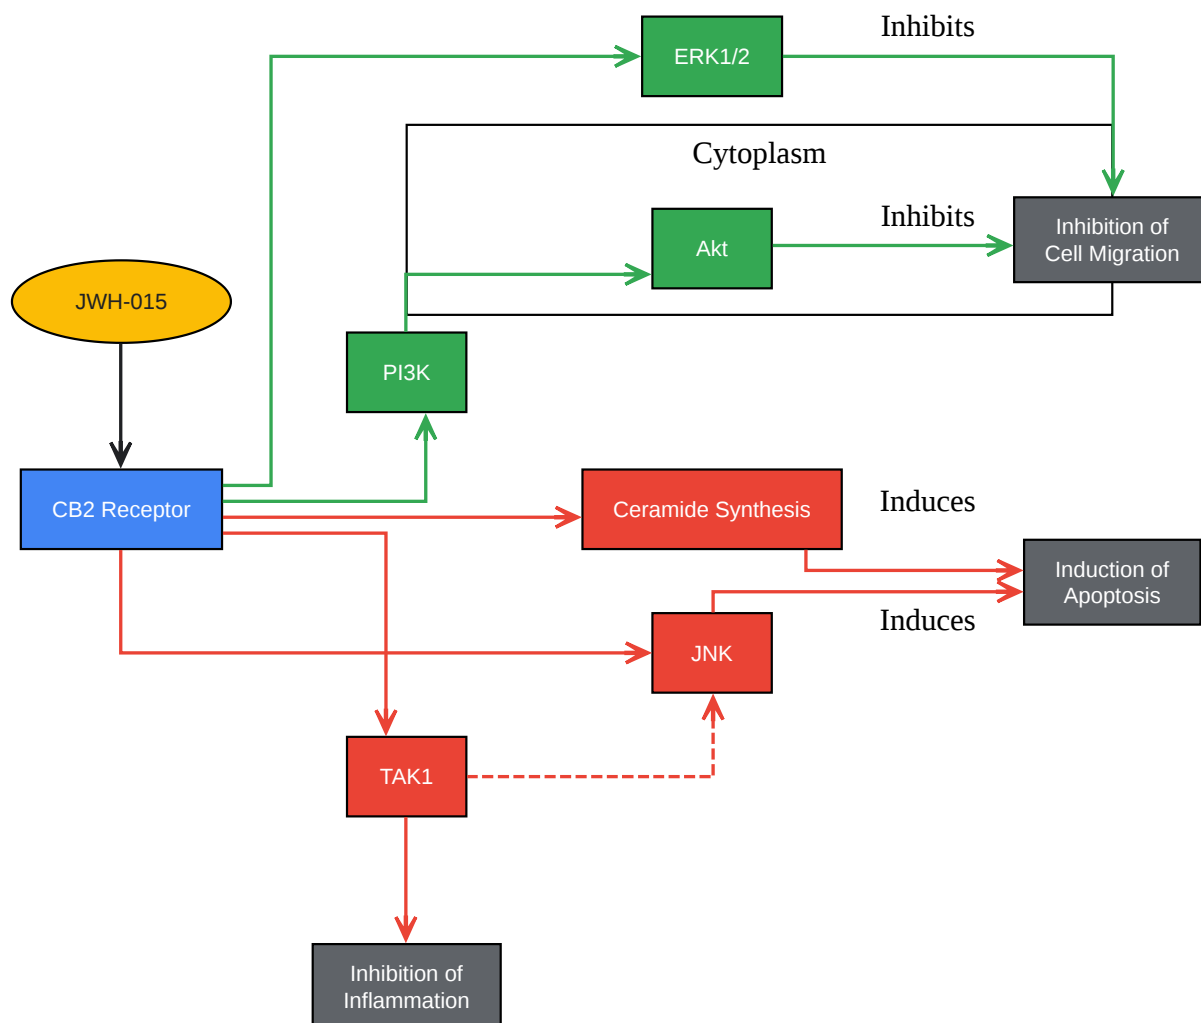 Inhibits
ERK1/2
Cytoplasm
Inhibits
Akt
Inhibition of
Cell Migration
JWH-015
PI3K
CB2 Receptor
Ceramide Synthesis
Induces
Induction of
Apoptosis
Induces
JNK
TAK1
Inhibition of
Inflammation